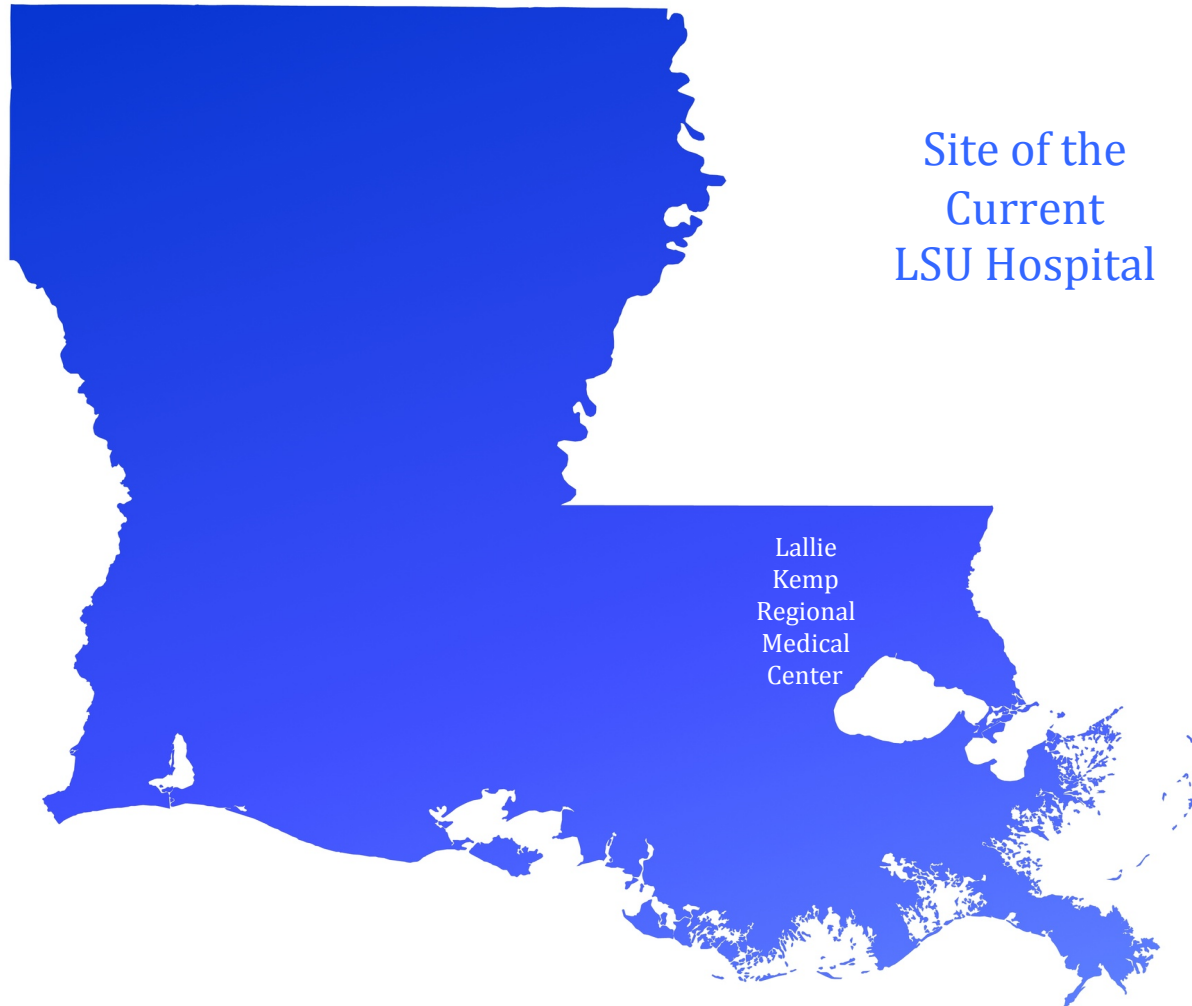 Site of the
Current
LSU Hospital
Lallie
Kemp
Regional
Medical
Center